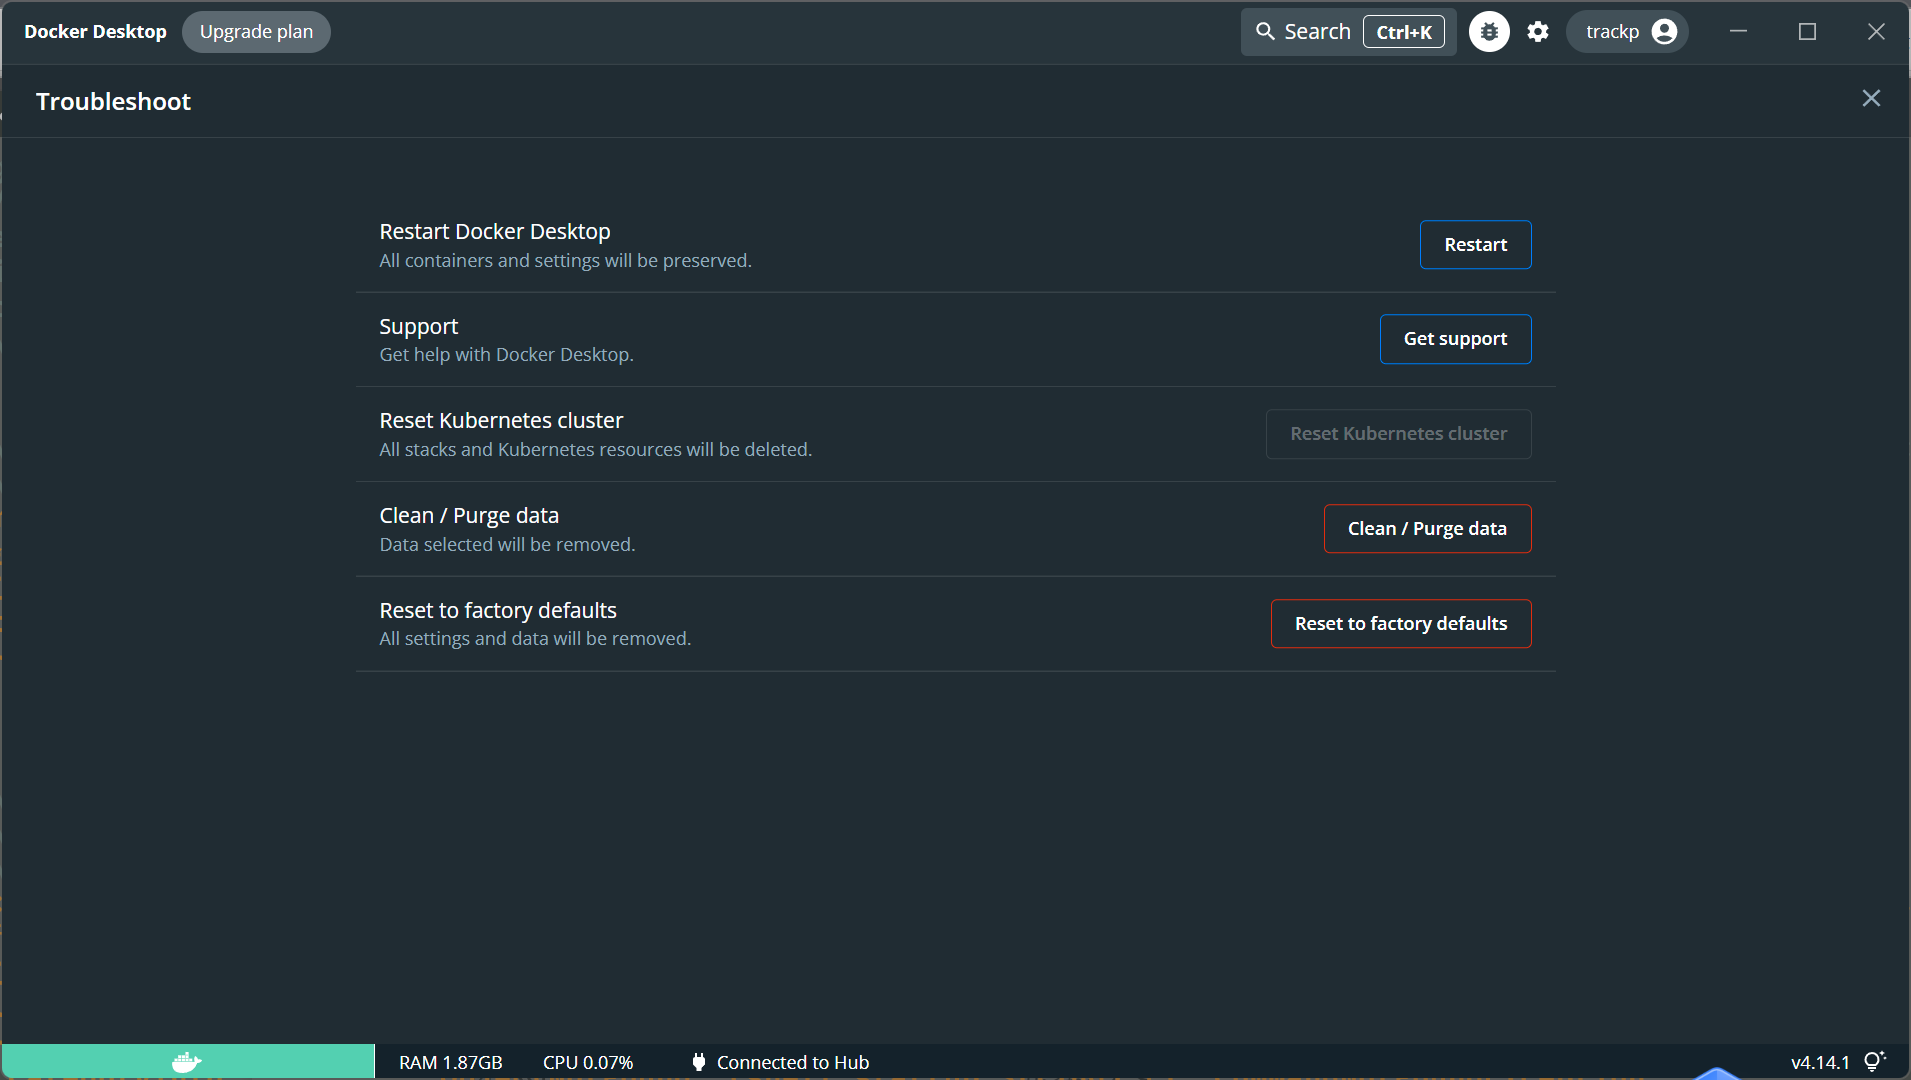 Docker Desktop Upgrade plan Search Ctrl+K trackp
Troubleshoot
Restart Docker Desktop
All containers and settings will be preserved.
Restart
Support
Get help with Docker Desktop.
Get support
Reset Kubernetes cluster
All stacks and Kubernetes resources will be deleted.
Reset Kubernetes cluster
Clean / Purge data
Data selected will be removed.
Clean / Purge data
Reset to factory defaults
All settings and data will be removed.
Reset to factory defaults
RAM 1.87GB CPU 0.07% Connected to Hub v4.14.1